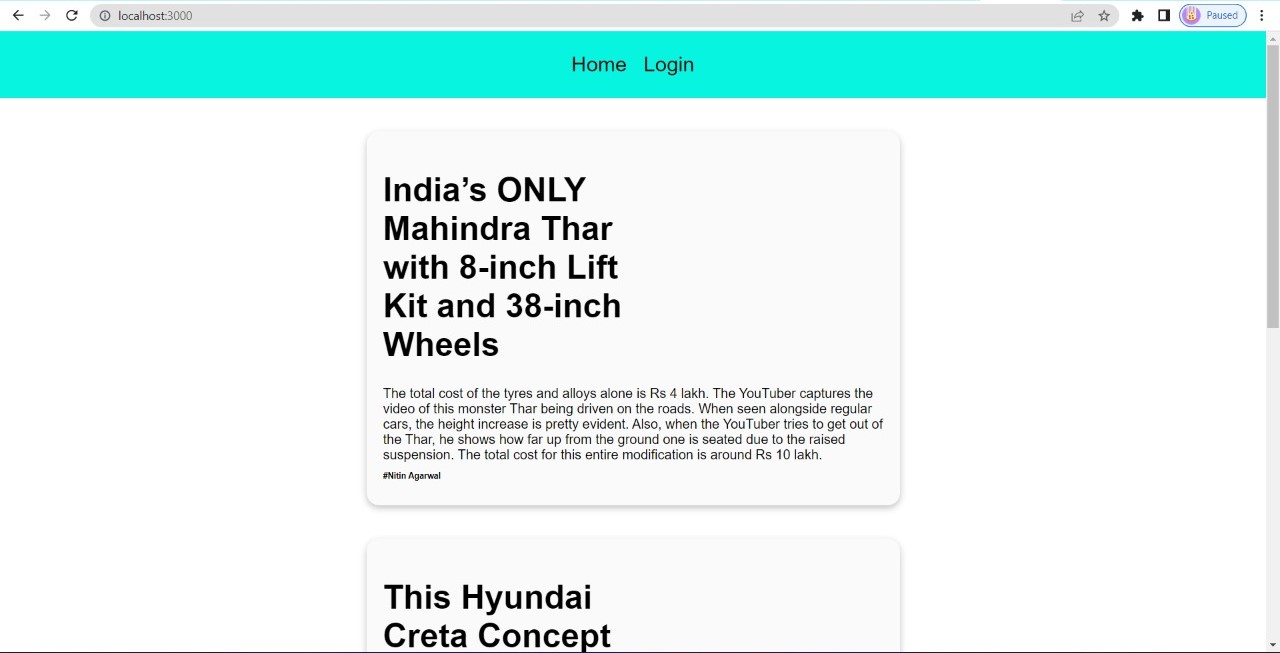 localhost:3000
Paused
Home Login
India’s ONLY
Mahindra Thar
with 8-inch Lift
Kit and 38-inch
Wheels
The total cost of the tyres and alloys alone is Rs 4 lakh. The YouTuber captures the
video of this monster Thar being driven on the roads. When seen alongside regular
cars, the height increase is pretty evident. Also, when the YouTuber tries to get out of
the Thar, he shows how far up from the ground one is seated due to the raised
suspension. The total cost for this entire modification is around Rs 10 lakh.
#Nitin Agarwal
This Hyundai
Creta Concept